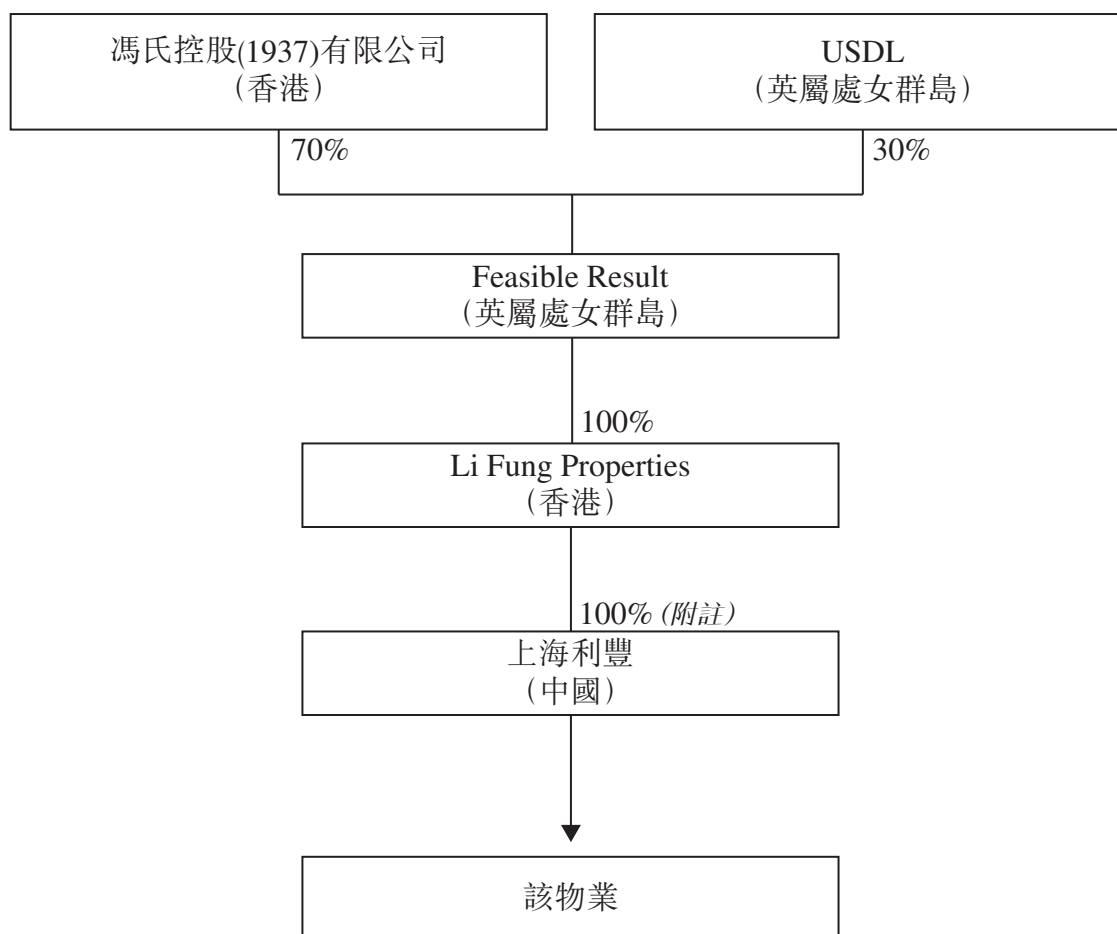 馮氏控股(1937)有限公司
（香港）
USDL
（英屬處女群島）
70%
30%
Feasible Result
（英屬處女群島）
100%
Li Fung Properties
（香港）
100% (附註)
上海利豐
（中國）
該物業